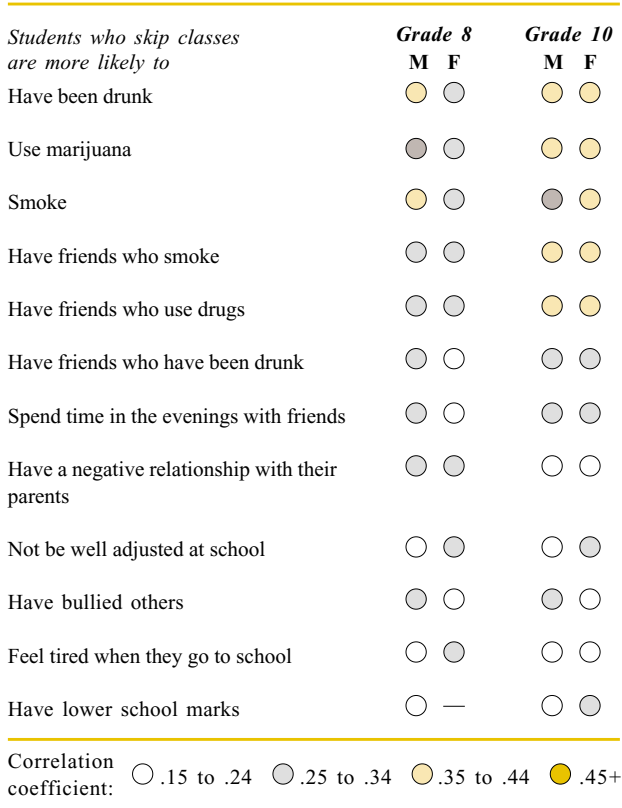 Students who skip classes Grade 8 Grade 10
are more likely to M F M F
Have been drunk
Use marijuana
Smoke
Have friends who smoke
Have friends who use drugs
Have friends who have been drunk
Spend time in the evenings with friends
Have a negative relationship with their
parents
Not be well adjusted at school
Have bullied others
Feel tired when they go to school
Have lower school marks —
Correlation
coefficient: .15 to .24 .25 to .34 .35 to .44 .45+